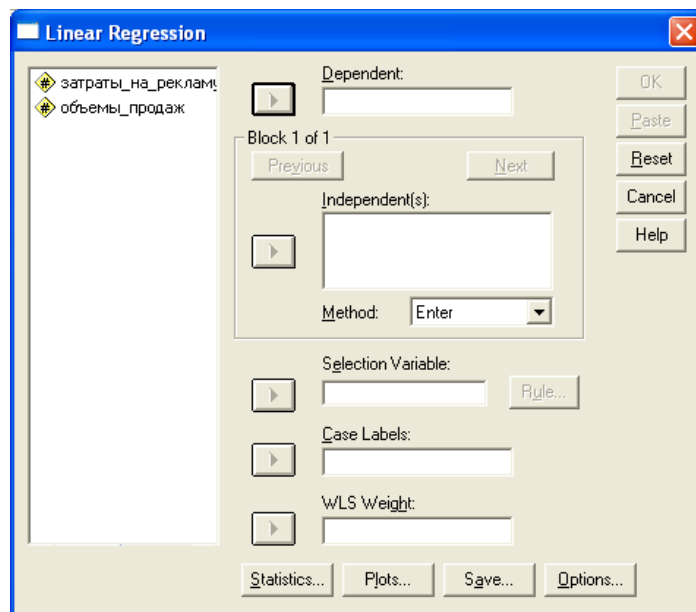 Linear Regression
затраты_на_реклам
объемы_продаж
Dependent:
Block 1 of 1
Previous
Next
Independent(s):
Method:
Enter
Selection Variable:
Rule...
Case Labels:
WLS Weight:
OK
Paste
Reset
Cancel
Help
Statistics...
Plots...
Save...
Options...